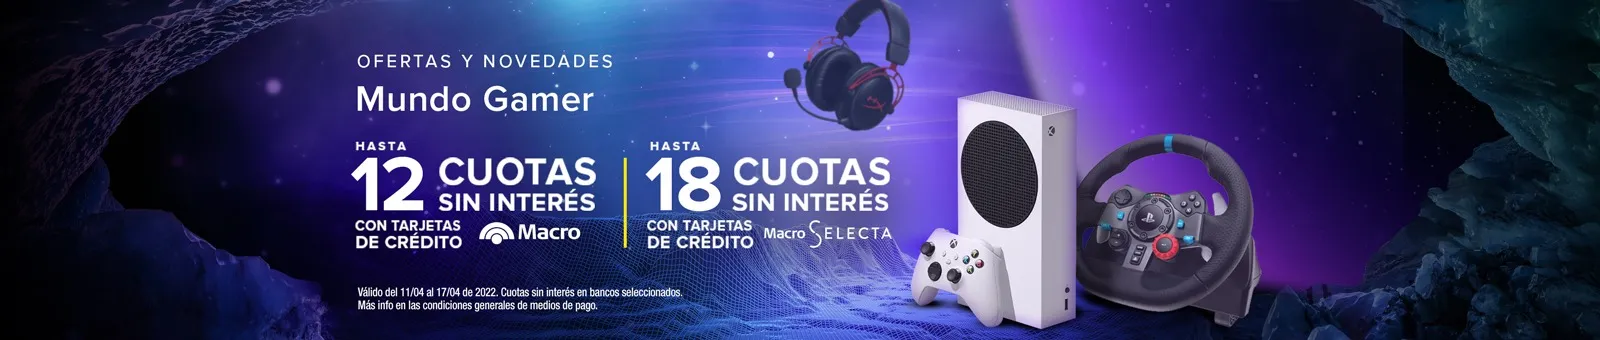 OFERTAS Y NOVEDADES
Mundo Gamer
HASTA
12 CUOTAS
SIN INTERÉS
CON TARJETAS
DE CRÉDITO Macro
HASTA
18 CUOTAS
SIN INTERÉS
CON TARJETAS
DE CRÉDITO Macro SELECTA
Válido del 11/04 al 17/04 de 2022. Cuotas sin interés en bancos seleccionados.
Más info en las condiciones generales de medios de pago.